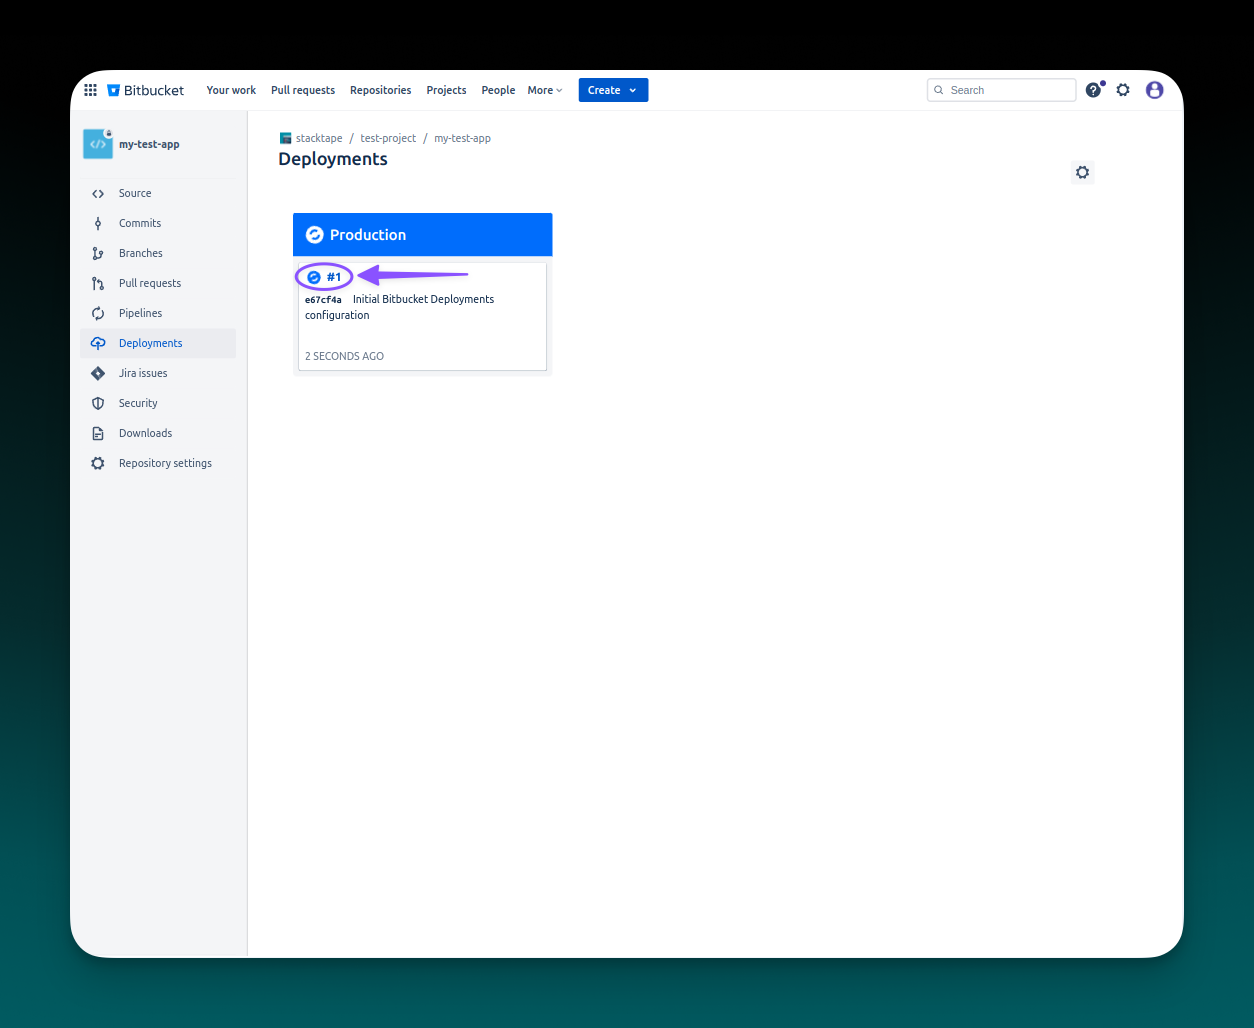 Bitbucket Your work Pull requests Repositories Projects People More Create Search
my-test-app
Source
Commits
Branches
Pull requests
Pipelines
Deployments
Jira issues
Security
Downloads
Repository settings
stacktape / test-project / my-test-app
Deployments
Production
#1
e67cf4a Initial Bitbucket Deployments
configuration
2 SECONDS AGO